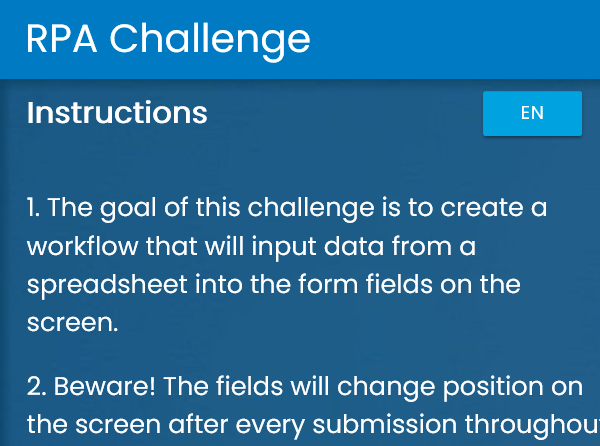 RPA Challenge
Instructions
EN
1. The goal of this challenge is to create a
workflow that will input data from a
spreadsheet into the form fields on the
screen.
2. Beware! The fields will change position on
the screen after every submission throughou